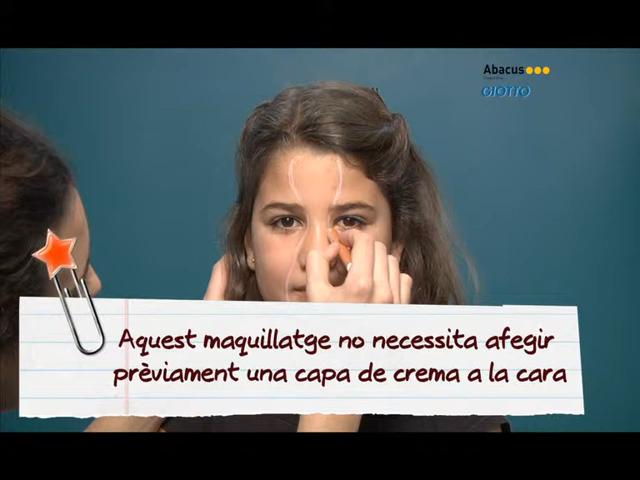 Abacus
GIOTTO
Aquest maquillatge no necessita afegir
prèviament una capa de crema a la cara